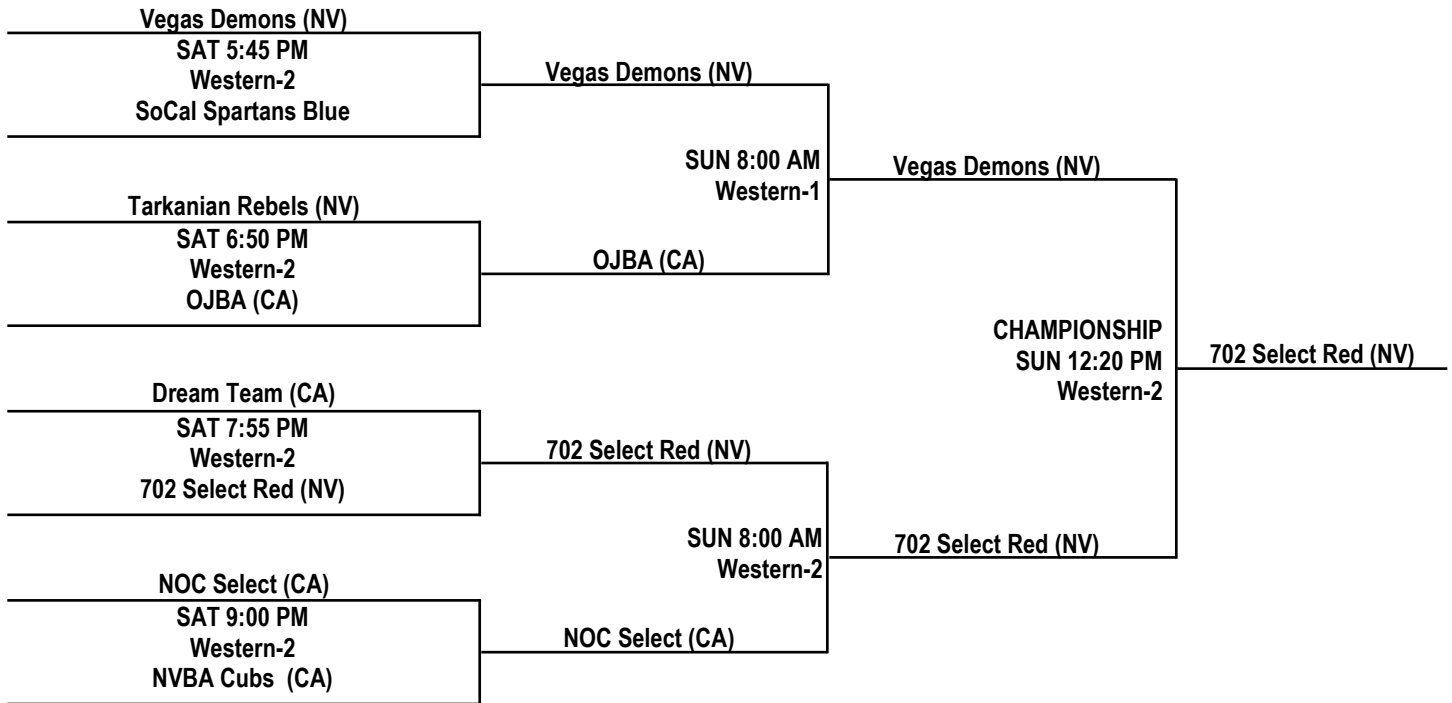 Vegas Demons (NV)
SAT 5:45 PM
Western-2
SoCal Spartans Blue
Vegas Demons (NV)
SUN 8:00 AM
Western-1
Vegas Demons (NV)
Tarkanian Rebels (NV)
SAT 6:50 PM
Western-2
OJBA (CA)
OJBA (CA)
CHAMPIONSHIP
SUN 12:20 PM
Western-2
702 Select Red (NV)
Dream Team (CA)
SAT 7:55 PM
Western-2
702 Select Red (NV)
702 Select Red (NV)
SUN 8:00 AM
Western-2
702 Select Red (NV)
NOC Select (CA)
SAT 9:00 PM
Western-2
NVBA Cubs  (CA)
NOC Select (CA)